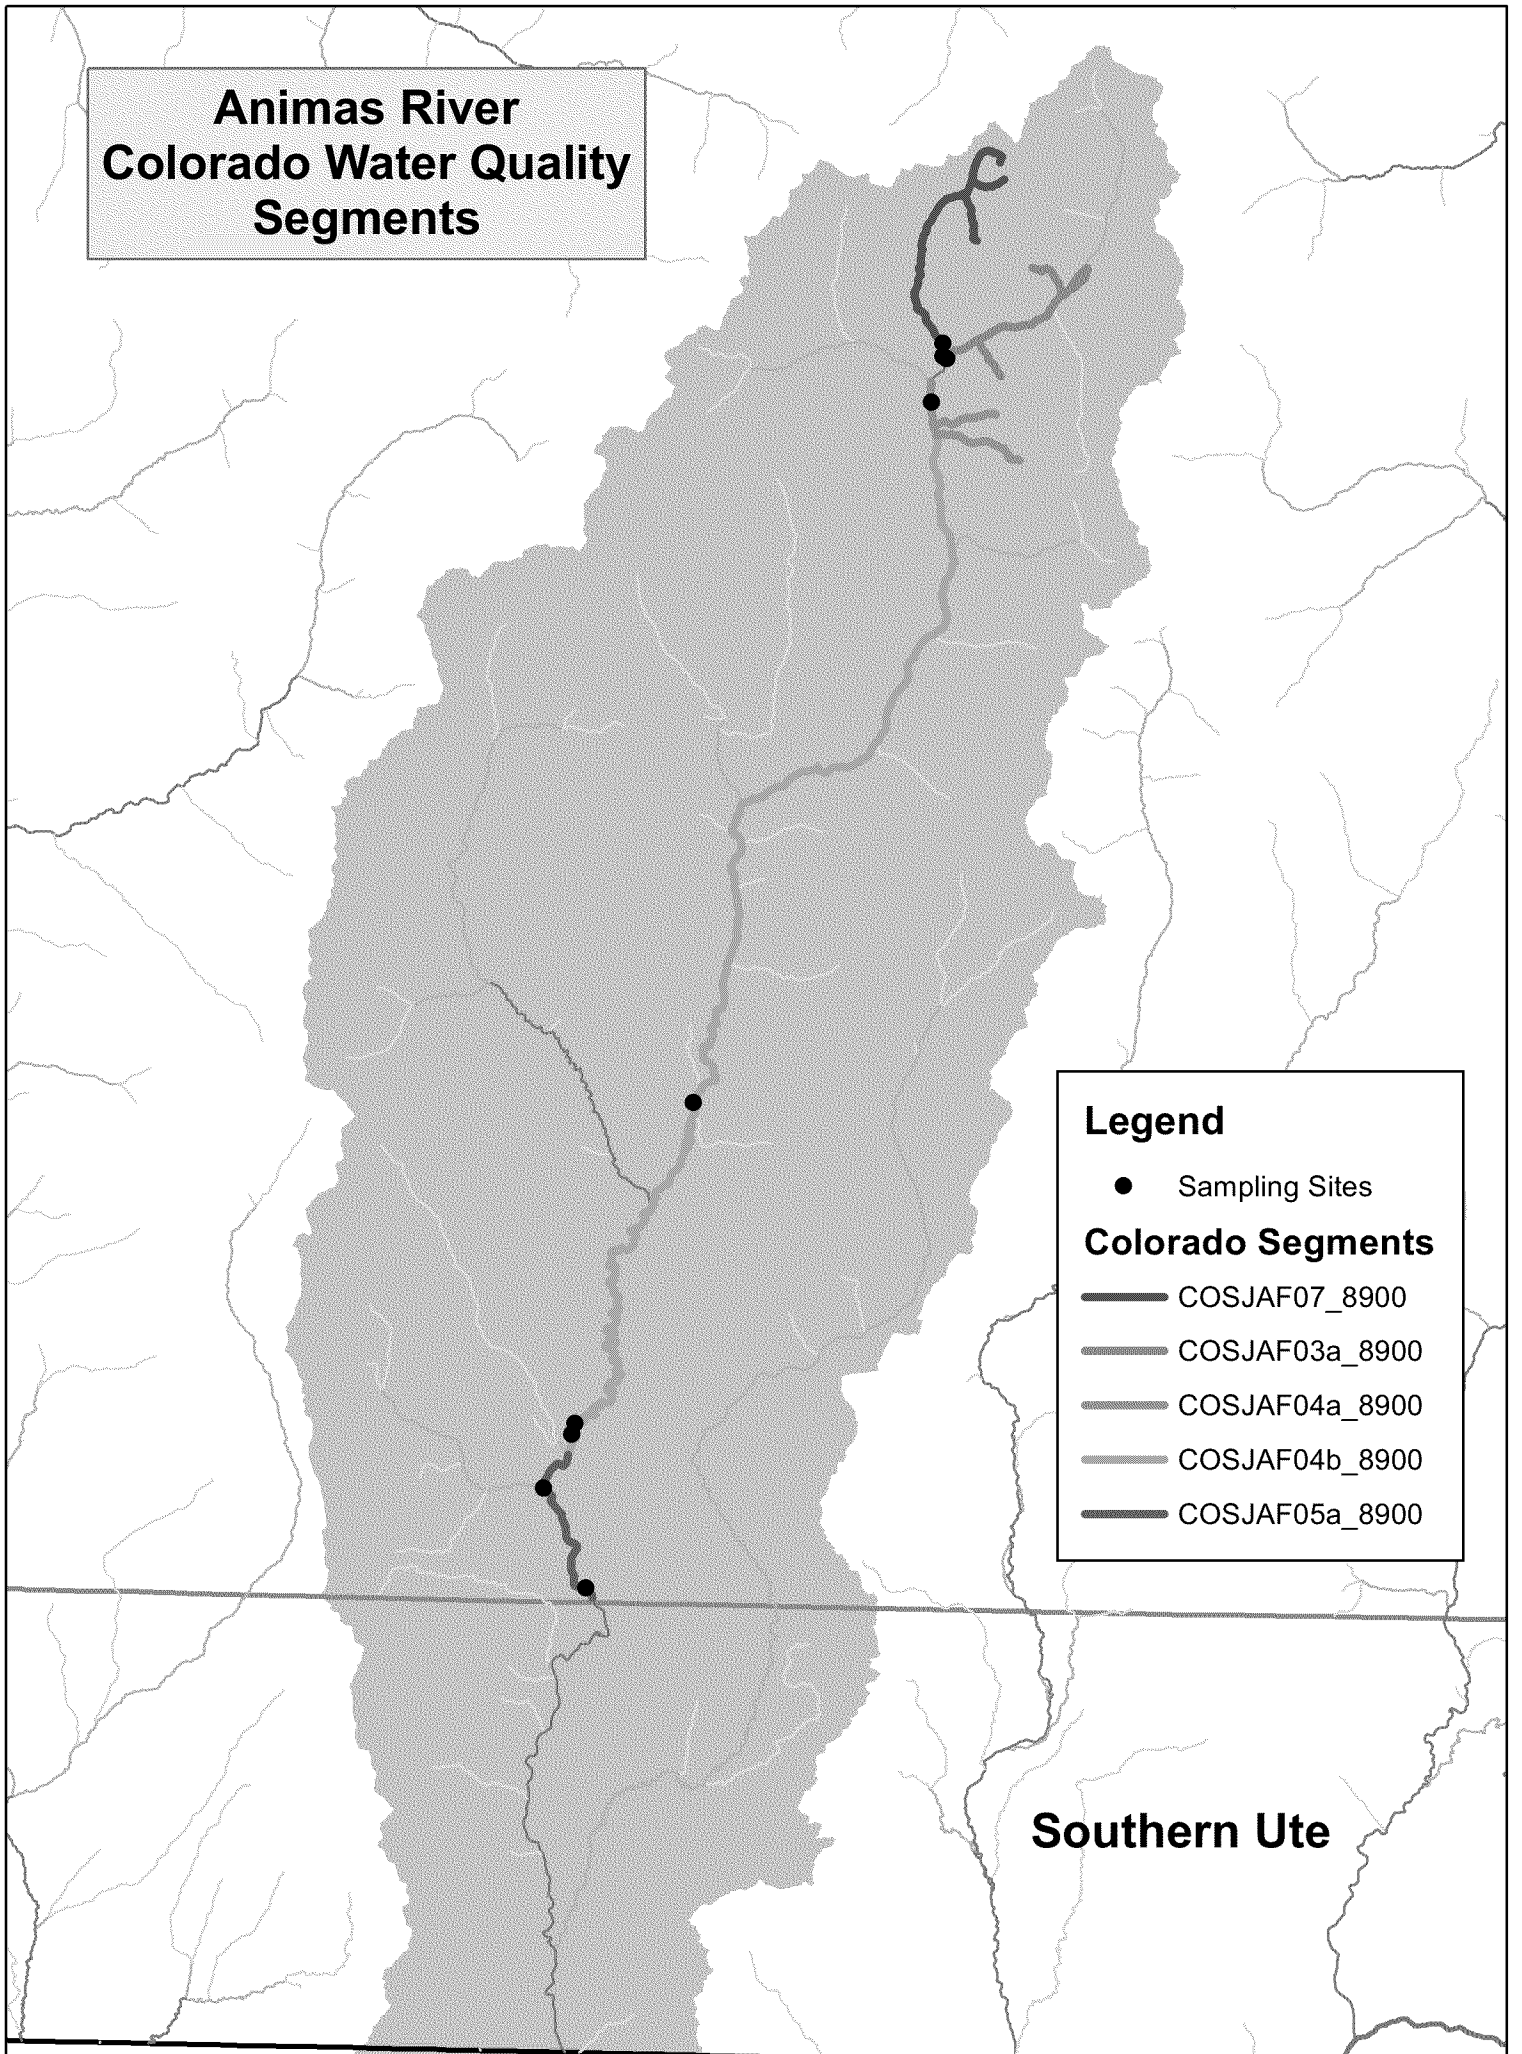 Animas River
Colorado Water Quality
Segments
Legend
Sampling Sites
Colorado Segments
COSJAF07_8900
COSJAF03a_8900
COSJAF04a_8900
COSJAF04b_8900
COSJAF05a_8900
Southern Ute